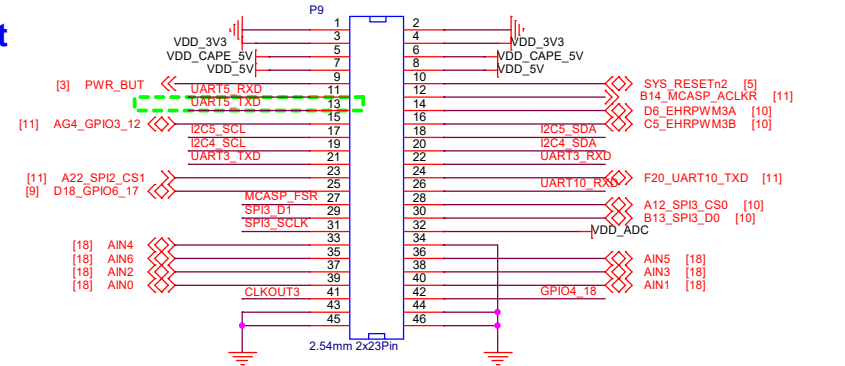 t
P9
1 2
3 4
VDD_3V3 VDD_3V3
5 6
VDD_CAPE_5V VDD_CAPE_5V
7 8
VDD_5V VDD_5V
[3] PWR_BUT 9 10 SYS_RESETn2 [5]
UART5_RXD 11 12 B14_MCASP_ACLKR [11]
UART5_TXD 13 14 D6_EHRPWM3A [10]
[11] AG4_GPIO3_12 15 16 C5_EHRPWM3B [10]
I2C5_SCL 17 18 I2C5_SDA
I2C4_SCL 19 20 I2C4_SDA
UART3_TXD 21 22 UART3_RXD
[11] A22_SPI2_CS1 23 24 F20_UART10_TXD [11]
[9] D18_GPIO6_17 25 26 UART10_RXD
MCASP_FSR 27 28 A12_SPI3_CS0 [10]
SPI3_D1 29 30 B13_SPI3_D0 [10]
SPI3_SCLK 31 32 VDD_ADC
[18] AIN4 33 34
[18] AIN6 35 36 AIN5 [18]
[18] AIN2 37 38 AIN3 [18]
[18] AIN0 39 40 AIN1 [18]
CLKOUT3 41 42 GPIO4_18
43 44
45 46
2.54mm 2x23Pin